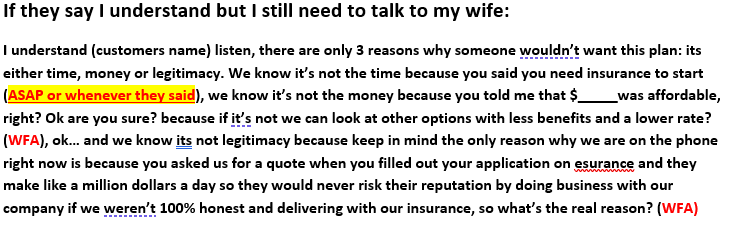 If they say I understand but I still need to talk to my wife:
I understand (customers name) listen, there are only 3 reasons why someone wouldn't want this plan: its
either time, money or legitimacy. We know it's not the time because you said you need insurance to start
(ASAP or whenever they said), we know it's not the money because you told me that $_____was affordable,
right? Ok are you sure? because if it's not we can look at other options with less benefits and a lower rate?
(WFA), ok... and we know its not legitimacy because keep in mind the only reason why we are on the phone
right now is because you asked us for a quote when you filled out your application on esurance and they
make like a million dollars a day so they would never risk their reputation by doing business with our
company if we weren't 100% honest and delivering with our insurance, so what's the real reason? (WFA)